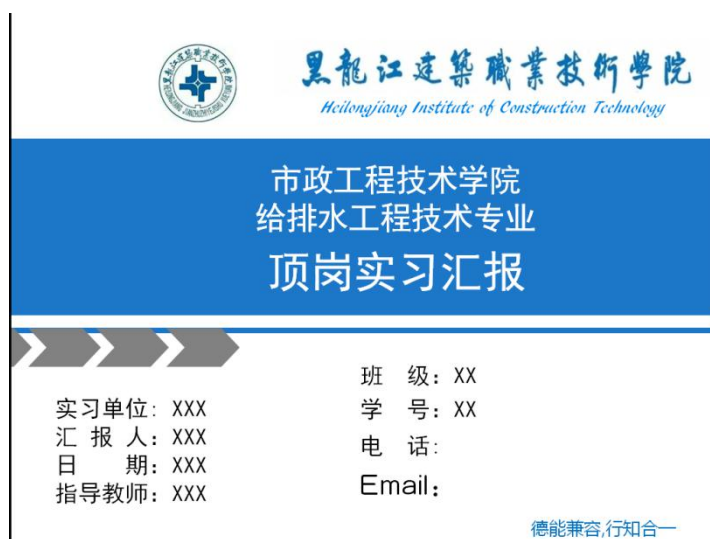 黑龍江建築職業技術學院
Heilongjiang Institute of Construction Technology
市政工程技术学院
给排水工程技术专业
顶岗实习汇报
实习单位: XXX
汇 报 人: XXX
日 期: XXX
指导教师: XXX
班 级: XX
学 号: XX
电 话:
Email:
德能兼容,行知合一